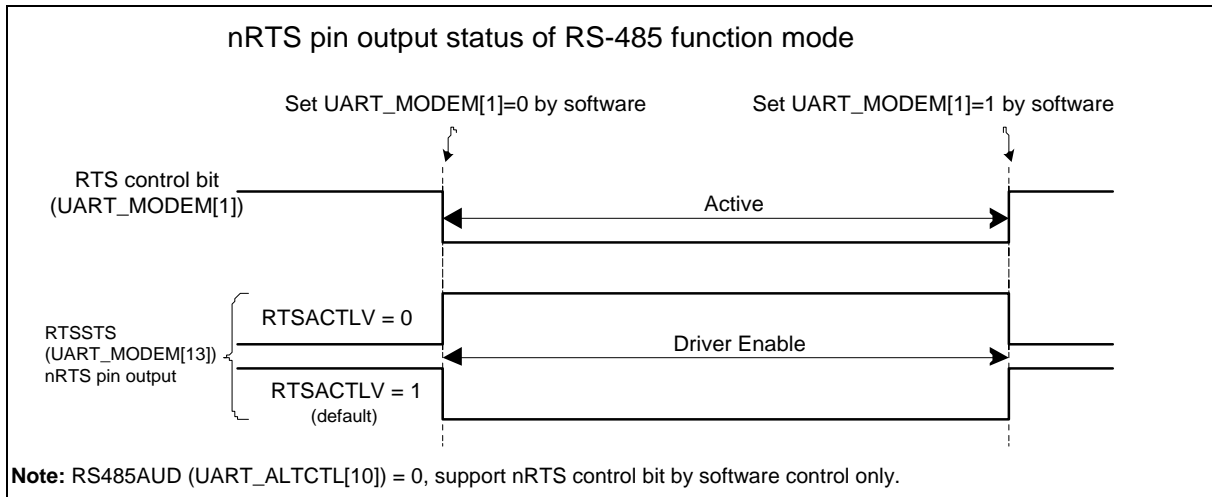 nRTS pin output status of RS-485 function mode
Set UART_MODEM[1]=0 by software
Set UART_MODEM[1]=1 by software
RTS control bit
(UART_MODEM[1])
Active
RTSACTLV = 0
RTSSTS
(UART_MODEM[13])
nRTS pin output
Driver Enable
RTSACTLV = 1
(default)
Note: RS485AUD (UART_ALTCTL[10]) = 0, support nRTS control bit by software control only.